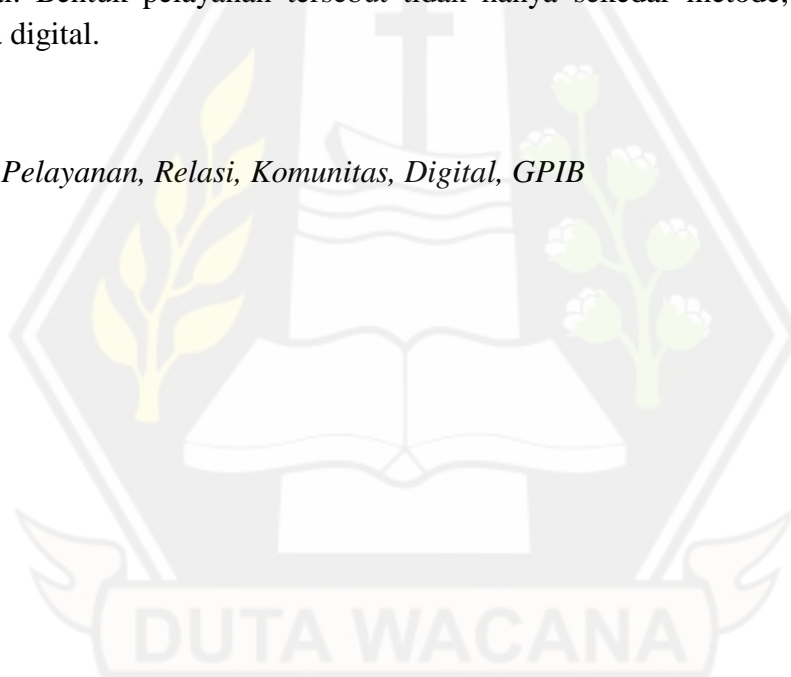 Bentuk pelayanan tersebut tidak hanya sekedar metode,
digital.
Pelayanan, Relasi, Komunitas, Digital, GPIB
DUTA WACANA